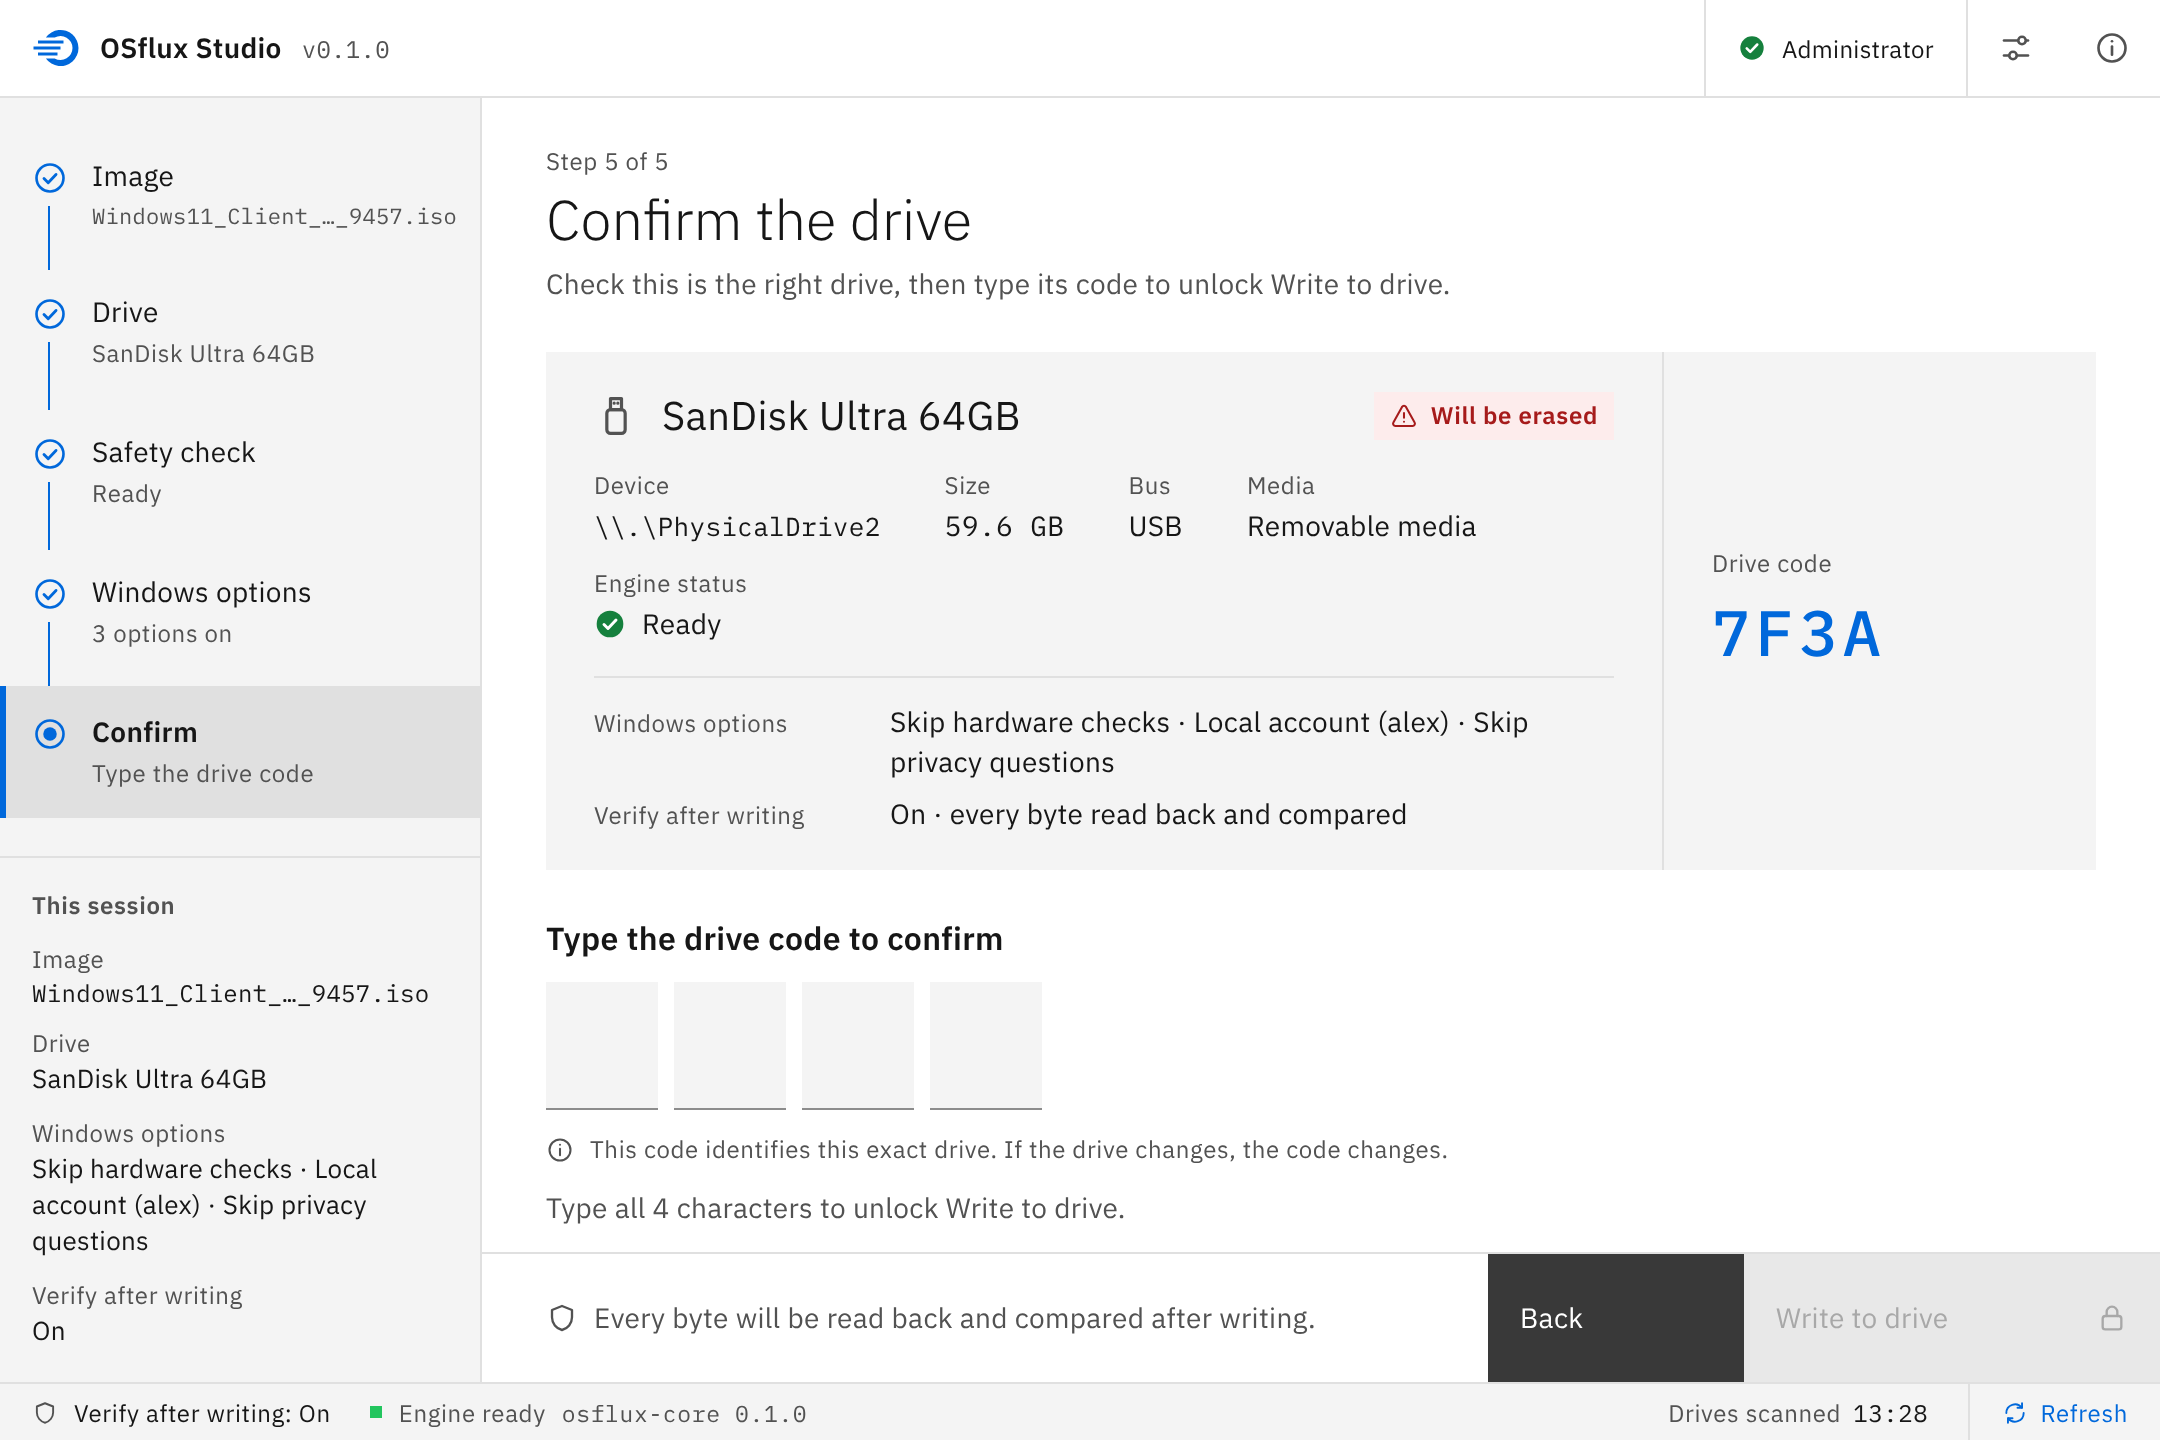 OSflux Studio v0.1.0
Administrator
Image
Windows11_Client_…_9457.iso
Drive
SanDisk Ultra 64GB
Safety check
Ready
Windows options
3 options on
Confirm
Type the drive code
This session
Image
Windows11_Client_…_9457.iso
Drive
SanDisk Ultra 64GB
Windows options
Skip hardware checks · Local
account (alex) · Skip privacy
questions
Verify after writing
On
Step 5 of 5
Confirm the drive
Check this is the right drive, then type its code to unlock Write to drive.
SanDisk Ultra 64GB
Will be erased
Device Size Bus Media
\\.\PhysicalDrive2 59.6 GB USB Removable media
Engine status
Ready
Windows options Skip hardware checks · Local account (alex) · Skip
privacy questions
Verify after writing On · every byte read back and compared
Drive code
7F3A
Type the drive code to confirm
This code identifies this exact drive. If the drive changes, the code changes.
Type all 4 characters to unlock Write to drive.
Every byte will be read back and compared after writing.
Back
Write to drive
Verify after writing: On
Engine ready osflux-core 0.1.0
Drives scanned 13:28
Refresh